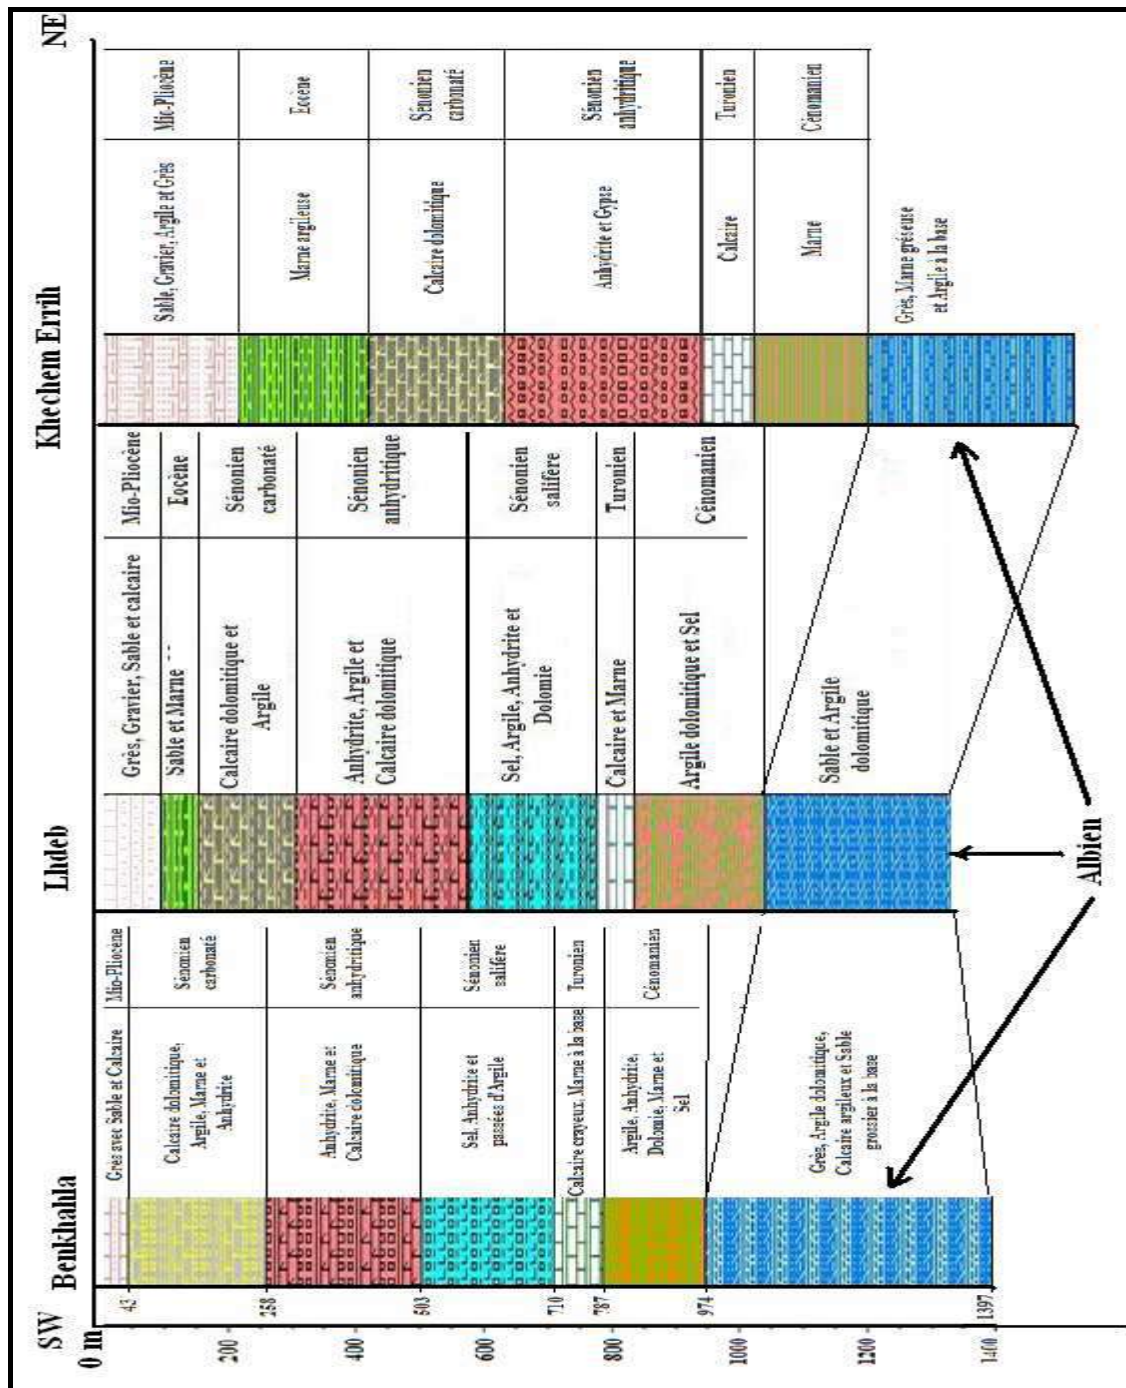 SW
NE
0 m
200
400
600
800
1000
1200
1400
Benkhahla
43
258
503
710
787
974
1397
Grès avec Sable et Calcaire
Mio-Pliocène
Calcaire dolomitique,
Argile, Marne et
Anhydrite
Sénonien
carbonaté
Anhydrite, Marne et
Calcaire dolomitique
Sénonien
anhydritique
Sel, Anhydrite et
passées d'Argile
Sénonien
salifère
Calcaire crayeux, Marne à la base
Turonien
Argile, Anhydrite,
Dolomie, Marne et
Sel
Cénomanien
Grès, Argile dolomitique,
Calcaire argileux et Sable
grossier à la base
Lhdeb
Grès, Gravier, Sable et calcaire
Mio-Pliocène
Sable et Marne
Eocène
Calcaire dolomitique et
Argile
Sénonien
carbonaté
Anhydrite, Argile et
Calcaire dolomitique
Sénonien
anhydritique
Sel, Argile, Anhydrite et
Dolomie
Sénonien
salifère
Calcaire et Marne
Turonien
Argile dolomitique et Sel
Cénomanien
Sable et Argile
dolomitique
Khechem Errih
Sable, Gravier, Argile et Grès
Mio-Pliocène
Marne argileuse
Eocène
Calcaire dolomitique
Sénonien
carbonaté
Anhydrite et Gypse
Sénonien
anhydritique
Calcaire
Turonien
Marne
Cénomanien
Grès, Marne gréseuse
et Argile à la base
Albien